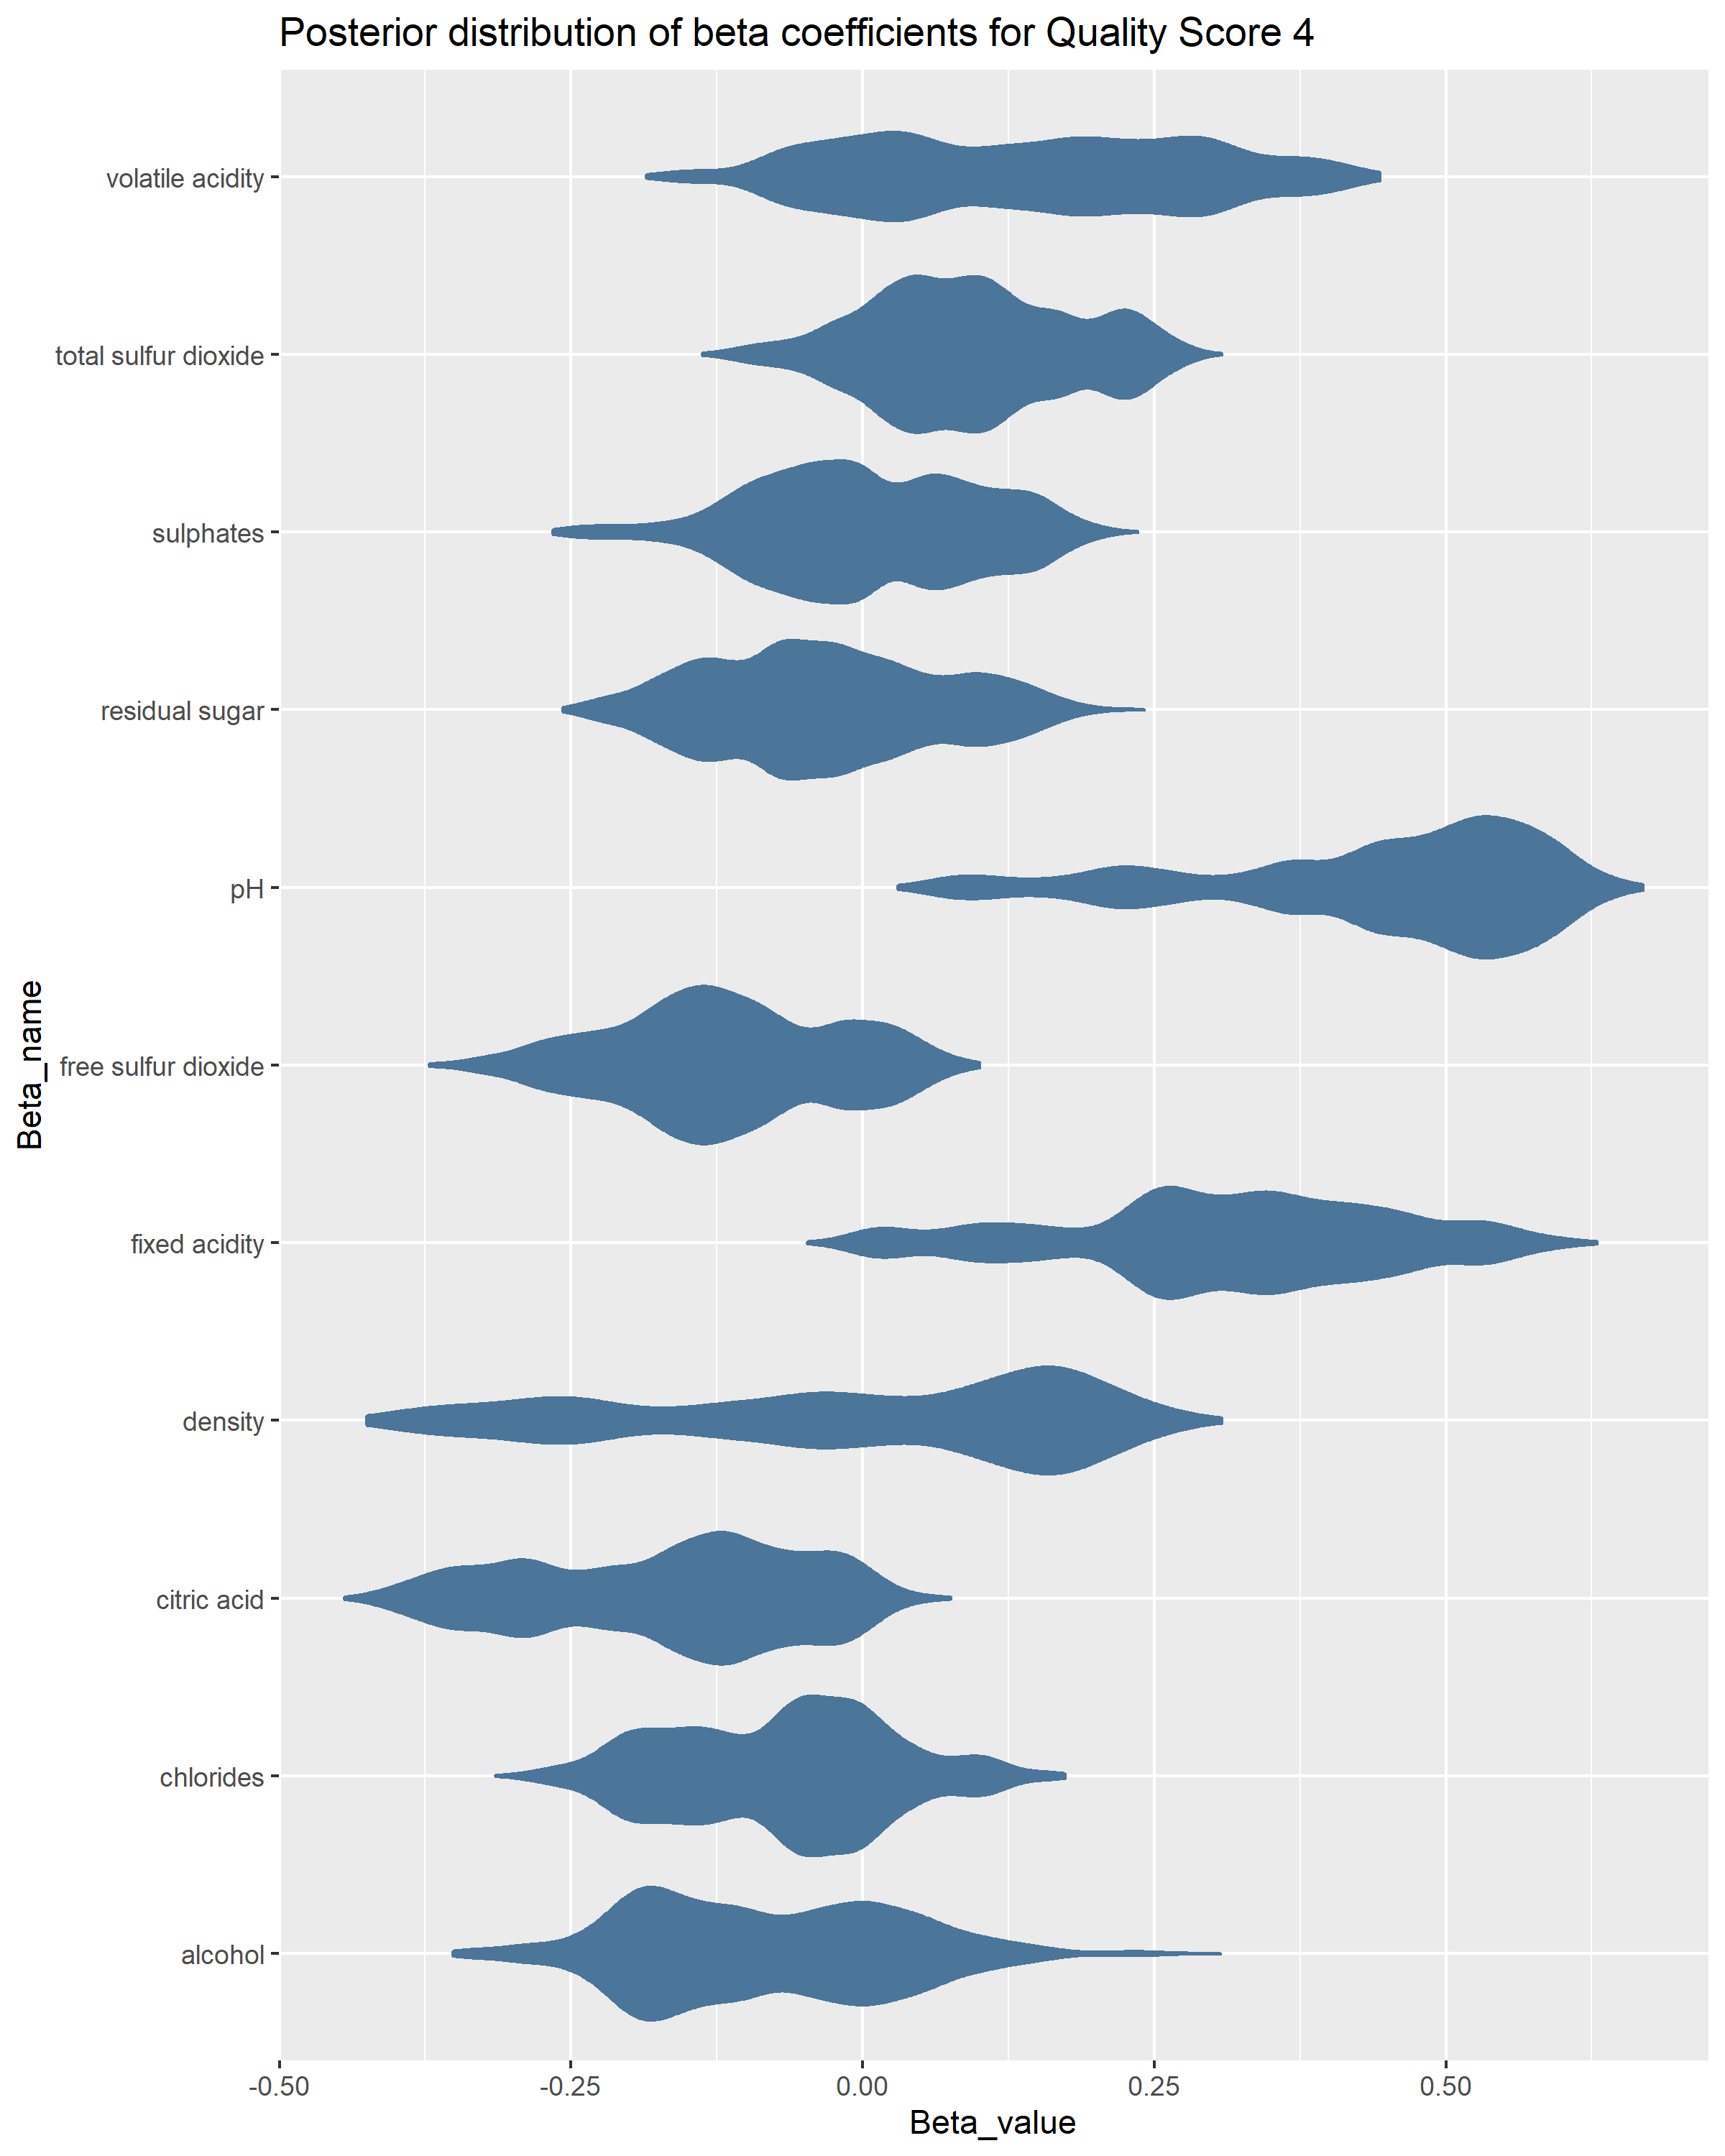 Posterior distribution of beta coefficients for Quality Score 4
volatile acidity
total sulfur dioxide
sulphates
residual sugar
pH
free sulfur dioxide
fixed acidity
density
citric acid
chlorides
alcohol
Beta_name
-0.50 -0.25 0.00 0.25 0.50
Beta_value